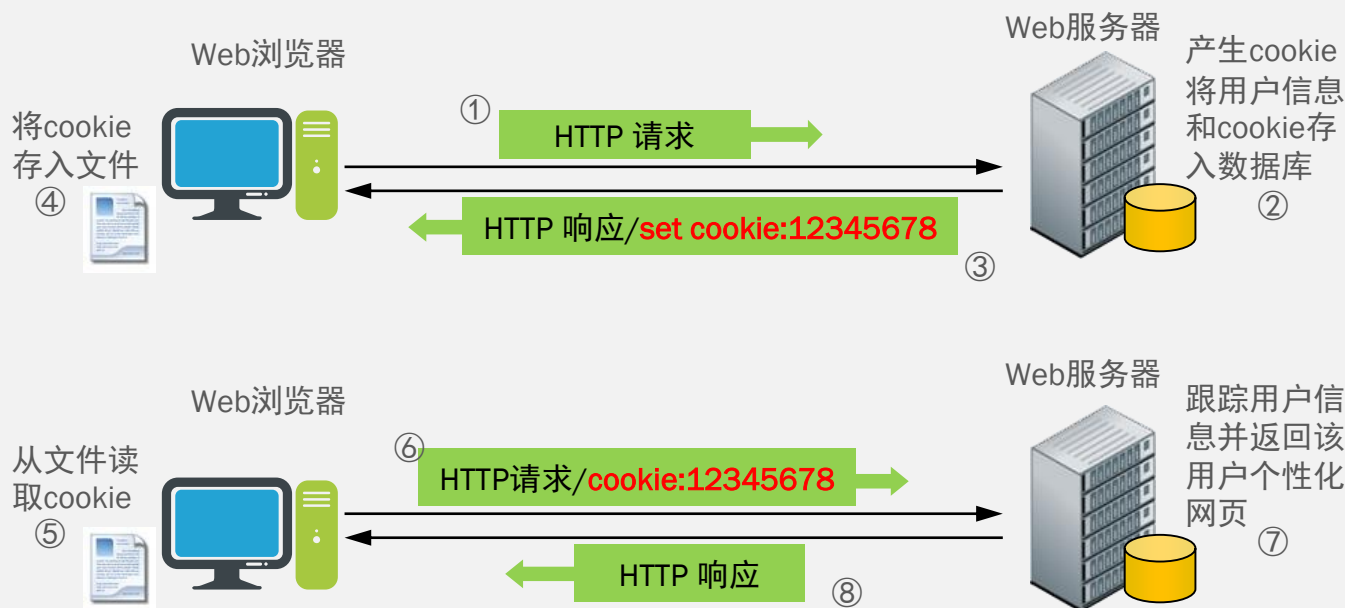 Web浏览器
Web服务器
将cookie
存入文件
④
①
HTTP 请求
HTTP 响应/set cookie:12345678
③
产生cookie
将用户信息
和cookie存
入数据库
②
Web浏览器
Web服务器
从文件读
取cookie
⑤
⑥
HTTP请求/cookie:12345678
HTTP 响应
⑧
跟踪用户信
息并返回该
用户个性化
网页
⑦